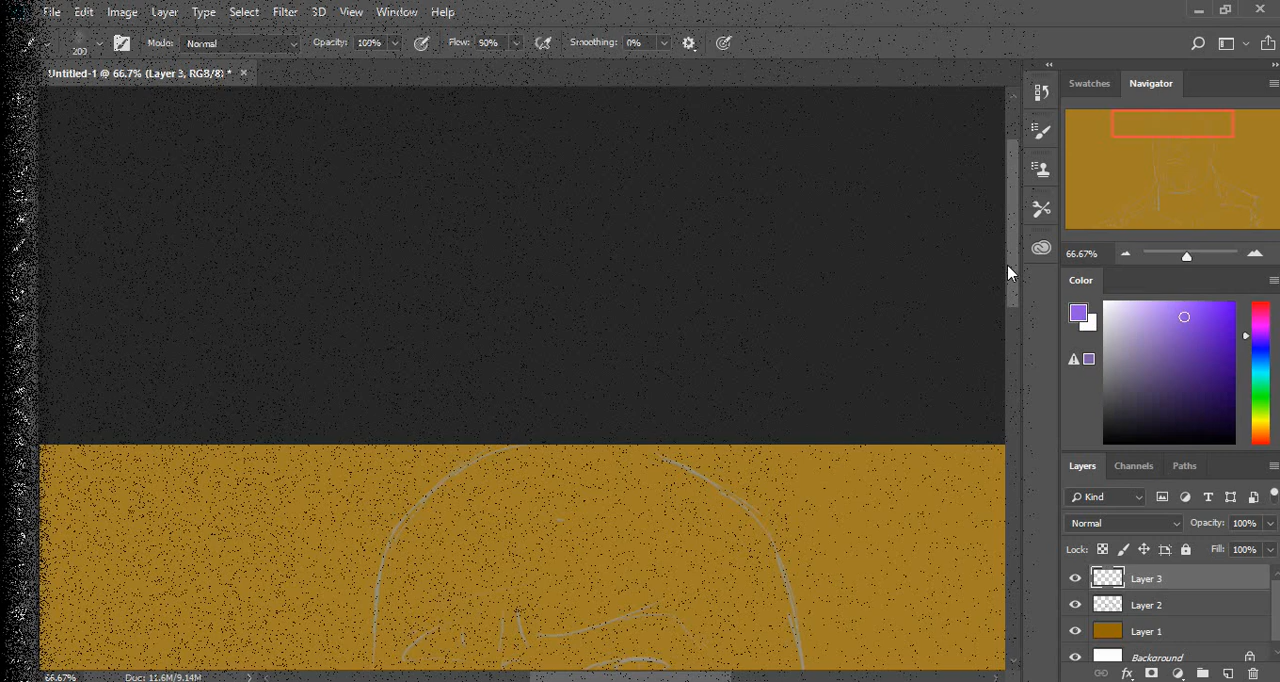 File Edit Image Layer Type Select Filter 3D View Window Help
200 Mode: Normal Opacity: 100% Flow: 90% Smoothing: 0%
Untitled-1 @ 66.7% (Layer 3, RGB/8) * ×
Swatches Navigator
66.67%
Color
Layers Channels Paths
Kind
Normal Opacity: 100%
Lock: Fill: 100%
Layer 3
Layer 2
Layer 1
Background
66.67% Doc: 11.6M/9.14M